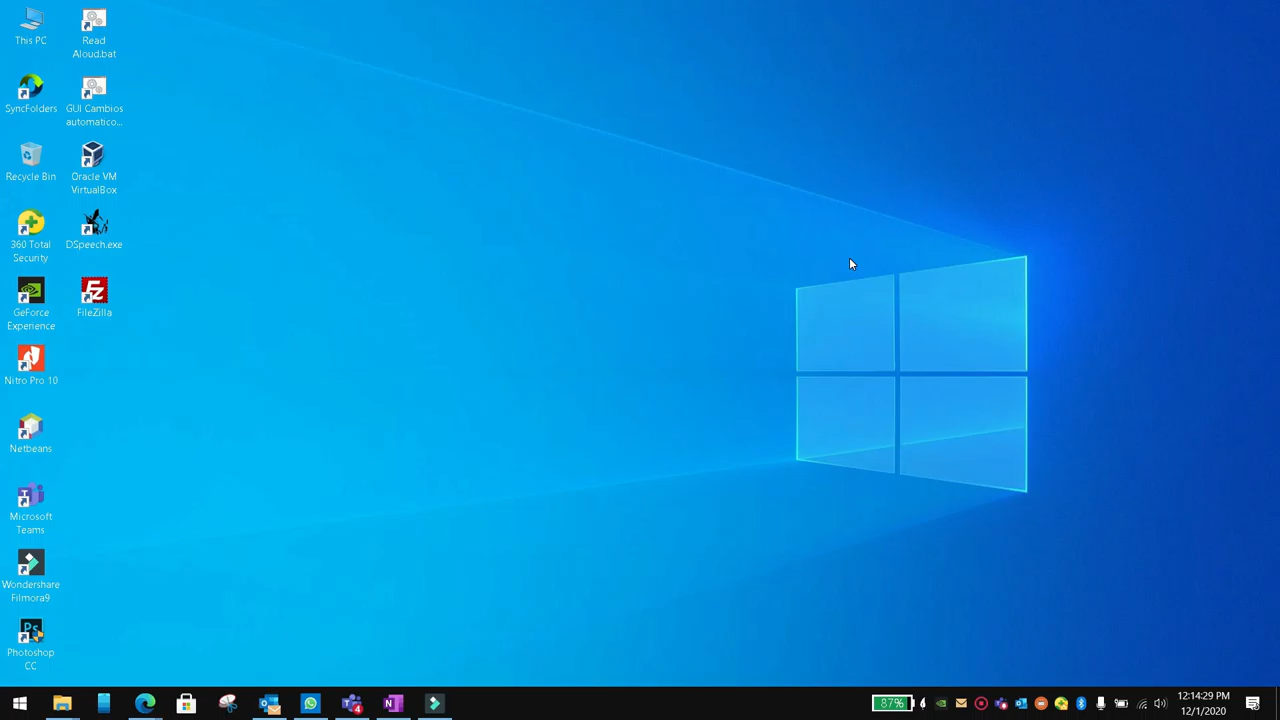 This PC
Read
Aloud.bat
SyncFolders
GUI Cambios
automatico...
Recycle Bin
Oracle VM
VirtualBox
360 Total
Security
DSpeech.exe
GeForce
Experience
FileZilla
Nitro Pro 10
Netbeans
Microsoft
Teams
Wondershare
Filmora9
Ps
Photoshop
CC
4
N
87%
12:14:29 PM
12/1/2020